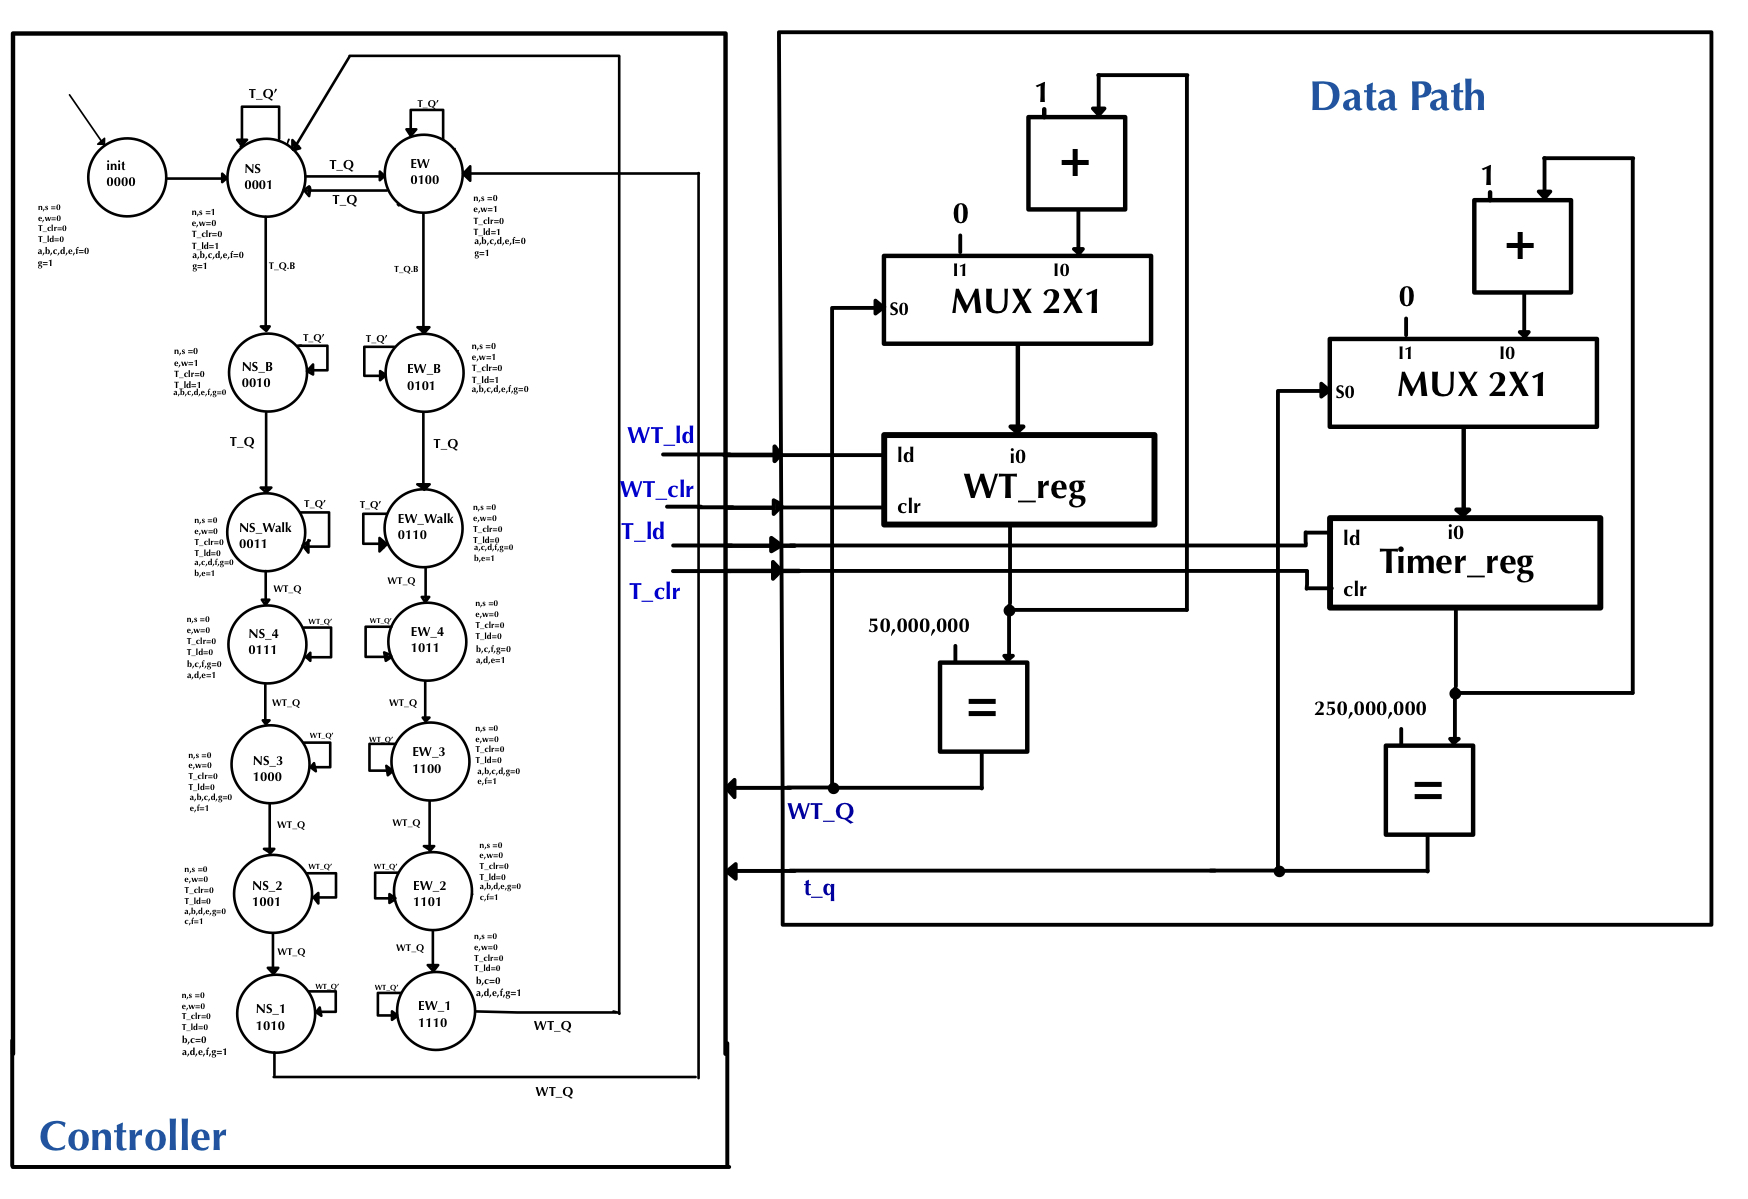 T_Q'
T_Q'
init
0000
NS
0001
T_Q
T_Q
EW
0100
n,s =0
e,w=0
T_clr=0
T_ld=0
a,b,c,d,e,f=0
g=1
n,s =1
e,w=0
T_clr=0
T_ld=1
a,b,c,d,e,f=0
g=1
n,s =0
e,w=1
T_clr=0
T_ld=1
a,b,c,d,e,f=0
g=1
T_Q.B
T_Q.B
n,s =0
e,w=1
T_clr=0
T_ld=1
a,b,c,d,e,f,g=0
NS_B
0010
T_Q'
T_Q'
EW_B
0101
n,s =0
e,w=1
T_clr=0
T_ld=1
a,b,c,d,e,f,g=0
T_Q
T_Q
n,s =0
e,w=0
T_clr=0
T_ld=0
a,c,d,f,g=0
b,e=1
NS_Walk
0011
T_Q'
T_Q'
EW_Walk
0110
n,s =0
e,w=0
T_clr=0
T_ld=0
a,c,d,f,g=0
b,e=1
WT_Q
WT_Q
n,s =0
e,w=0
T_clr=0
T_ld=0
b,c,f,g=0
a,d,e=1
NS_4
0111
WT_Q'
WT_Q'
EW_4
1011
n,s =0
e,w=0
T_clr=0
T_ld=0
b,c,f,g=0
a,d,e=1
WT_Q
WT_Q
n,s =0
e,w=0
T_clr=0
T_ld=0
a,b,c,d,g=0
e,f=1
NS_3
1000
WT_Q'
WT_Q'
EW_3
1100
n,s =0
e,w=0
T_clr=0
T_ld=0
a,b,c,d,g=0
e,f=1
WT_Q
WT_Q
n,s =0
e,w=0
T_clr=0
T_ld=0
a,b,d,e,g=0
c,f=1
NS_2
1001
WT_Q'
WT_Q'
EW_2
1101
n,s =0
e,w=0
T_clr=0
T_ld=0
a,b,d,e,g=0
c,f=1
WT_Q
WT_Q
n,s =0
e,w=0
T_clr=0
T_ld=0
b,c=0
a,d,e,f,g=1
NS_1
1010
WT_Q'
WT_Q'
EW_1
1110
n,s =0
e,w=0
T_clr=0
T_ld=0
b,c=0
a,d,e,f,g=1
WT_Q
WT_Q
Controller
WT_ld
WT_clr
T_ld
T_clr
Data Path
1
+
0
I1 I0
MUX 2X1
S0
ld
i0
WT_reg
clr
50,000,000
=
WT_Q
1
+
0
I1 I0
MUX 2X1
S0
ld
i0
Timer_reg
clr
250,000,000
=
t_q